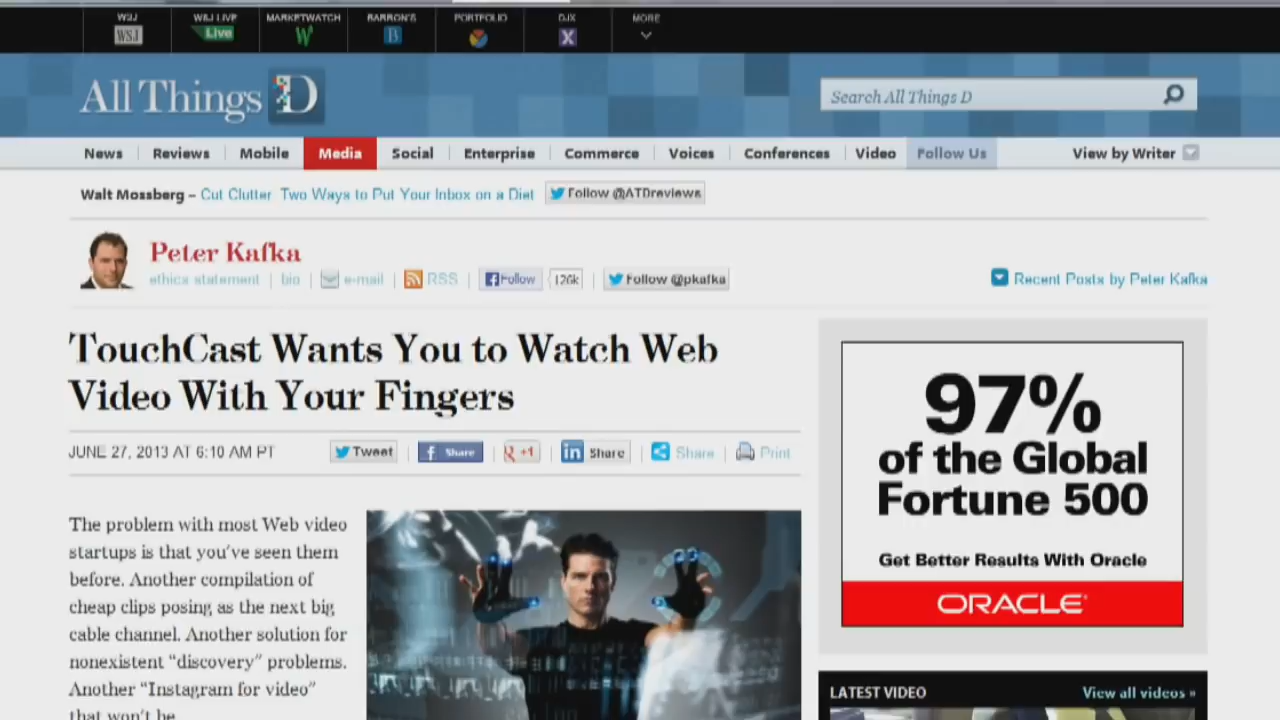 WSJ
WSJ LIVE
MARKETWATCH
BARRON'S
PORTFOLIO
DJX
MORE
WSJ
Live
W
B
X
All Things D
Search All Things D
News
Reviews
Mobile
Media
Social
Enterprise
Commerce
Voices
Conferences
Video
Follow Us
View by Writer
Walt Mossberg – Cut Clutter Two Ways to Put Your Inbox on a Diet
Follow @ATDreviews
Peter Kafka
ethics statement | bio | e-mail | RSS | Follow 126k | Follow @pkafka
Recent Posts by Peter Kafka
TouchCast Wants You to Watch Web
Video With Your Fingers
JUNE 27, 2013 AT 6:10 AM PT
Tweet
Share
+1
Share
Share
Print
The problem with most Web video
startups is that you've seen them
before. Another compilation of
cheap clips posing as the next big
cable channel. Another solution for
nonexistent “discovery” problems.
Another “Instagram for video”
that won't be
97%
of the Global
Fortune 500
Get Better Results With Oracle
ORACLE®
LATEST VIDEO
View all videos »